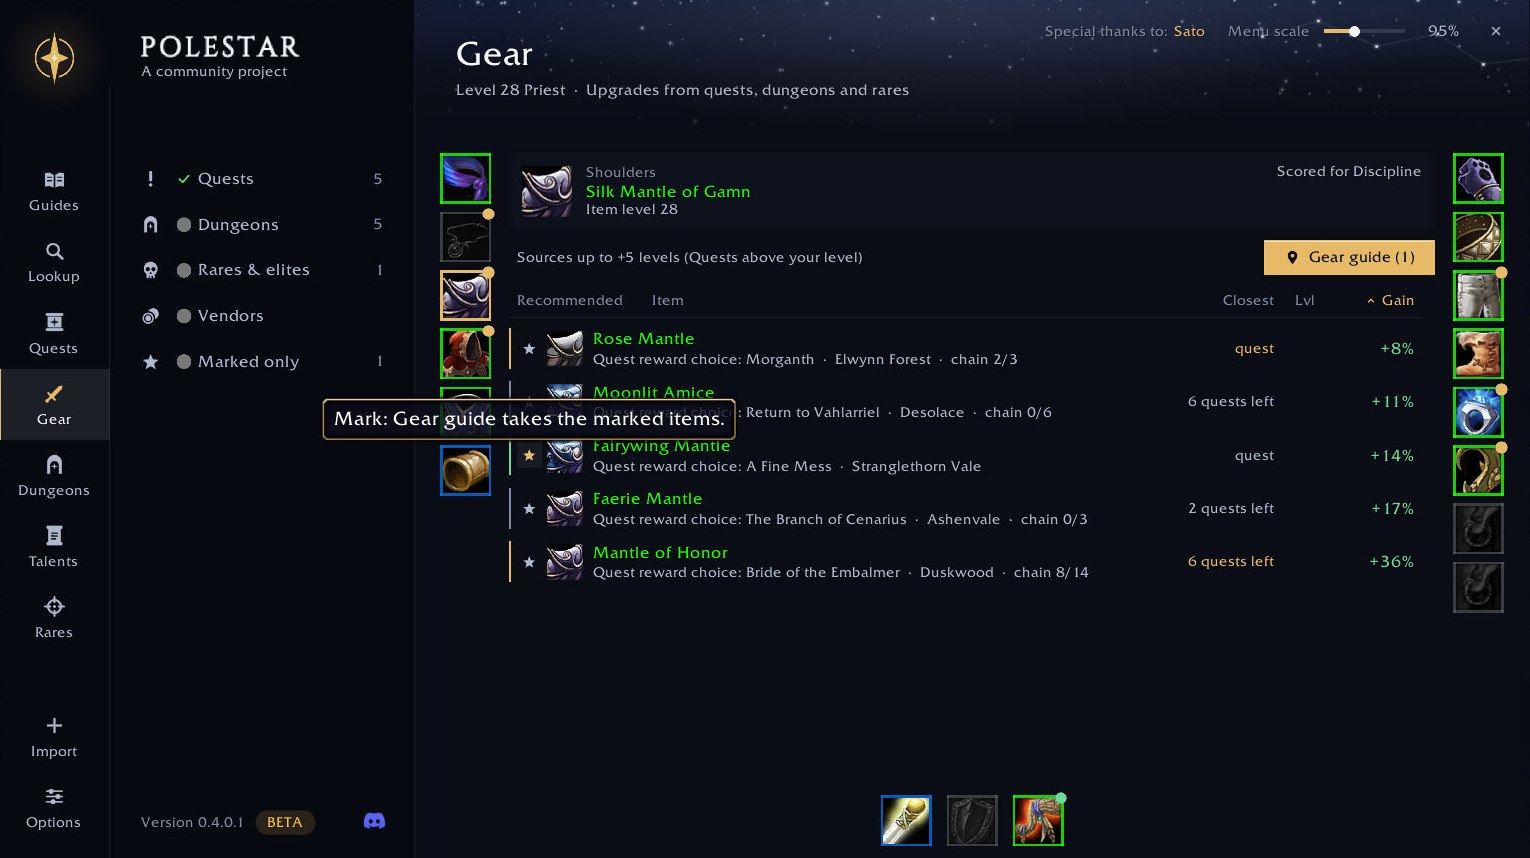 POLESTAR
A community project
Guides
Lookup
Quests
Gear
Dungeons
Talents
Rares
Import
Options
Quests 5
Dungeons 5
Rares & elites 1
Vendors
Marked only 1
Version 0.4.0.1 BETA
Gear
Level 28 Priest · Upgrades from quests, dungeons and rares
Special thanks to: Sato Menu scale 95% ×
Shoulders
Silk Mantle of Gamn
Item level 28
Scored for Discipline
Sources up to +5 levels (Quests above your level)
Gear guide (1)
Recommended Item Closest Lvl Gain
Rose Mantle
Quest reward choice: Morganth · Elwynn Forest · chain 2/3
quest +8%
Moonlit Amice
Quest reward choice: Return to Vahlarriel · Desolace · chain 0/6
6 quests left +11%
Mark: Gear guide takes the marked items.
Fairywing Mantle
Quest reward choice: A Fine Mess · Stranglethorn Vale
quest +14%
Faerie Mantle
Quest reward choice: The Branch of Cenarius · Ashenvale · chain 0/3
2 quests left +17%
Mantle of Honor
Quest reward choice: Bride of the Embalmer · Duskwood · chain 8/14
6 quests left +36%